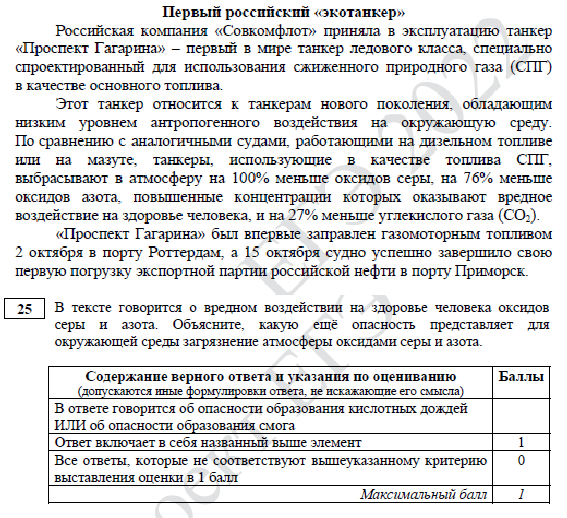 Первый российский «экотанкер»
Российская компания «Совкомфлот» приняла в эксплуатацию танкер
«Проспект Гагарина» – первый в мире танкер ледового класса, специально
спроектированный для использования сжиженного природного газа (СПГ)
в качестве основного топлива.
Этот танкер относится к танкерам нового поколения, обладающим
низким уровнем антропогенного воздействия на окружающую среду.
По сравнению с аналогичными судами, работающими на дизельном топливе
или на мазуте, танкеры, использующие в качестве топлива СПГ,
выбрасывают в атмосферу на 100% меньше оксидов серы, на 76% меньше
оксидов азота, повышенные концентрации которых оказывают вредное
воздействие на здоровье человека, и на 27% меньше углекислого газа (CO₂).
«Проспект Гагарина» был впервые заправлен газомоторным топливом
2 октября в порту Роттердам, а 15 октября судно успешно завершило свою
первую погрузку экспортной партии российской нефти в порту Приморск.
25 В тексте говорится о вредном воздействии на здоровье человека оксидов
серы и азота. Объясните, какую ещё опасность представляет для
окружающей среды загрязнение атмосферы оксидами серы и азота.
Содержание верного ответа и указания по оцениванию Баллы
(допускаются иные формулировки ответа, не искажающие его смысла)
В ответе говорится об опасности образования кислотных дождей
ИЛИ об опасности образования смога
Ответ включает в себя названный выше элемент 1
Все ответы, которые не соответствуют вышеуказанному критерию 0
выставления оценки в 1 балл
Максимальный балл 1
ЕГЭ 2022
ЕГЭ